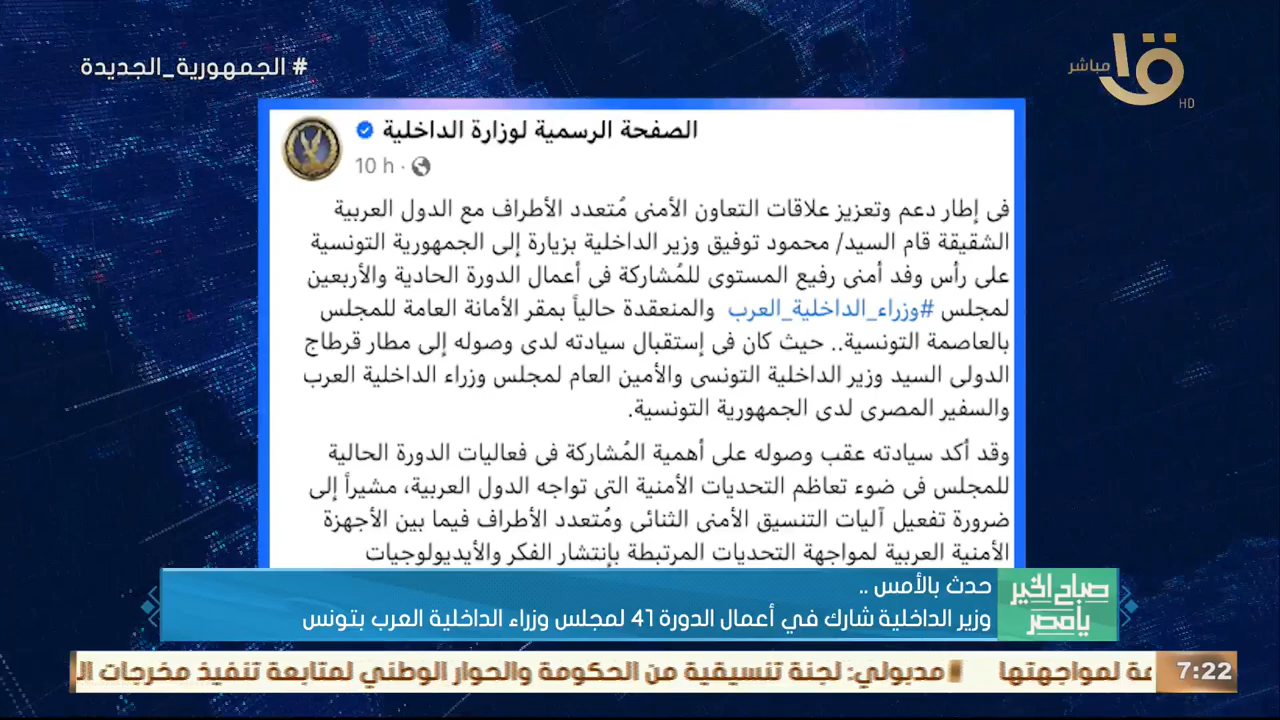 # الجمهورية_الجديدة
مباشر
HD
الصفحة الرسمية لوزارة الداخلية
10 h ·
فى إطار دعم وتعزيز علاقات التعاون الأمنى مُتعدد الأطراف مع الدول العربية
الشقيقة قام السيد/ محمود توفيق وزير الداخلية بزيارة إلى الجمهورية التونسية
على رأس وفد أمنى رفيع المستوى للمُشاركة فى أعمال الدورة الحادية والأربعين
لمجلس #وزراء_الداخلية_العرب والمنعقدة حالياً بمقر الأمانة العامة للمجلس
بالعاصمة التونسية.. حيث كان فى إستقبال سيادته لدى وصوله إلى مطار قرطاج
الدولى السيد وزير الداخلية التونسى والأمين العام لمجلس وزراء الداخلية العرب
والسفير المصرى لدى الجمهورية التونسية.
وقد أكد سيادته عقب وصوله على أهمية المُشاركة فى فعاليات الدورة الحالية
للمجلس فى ضوء تعاظم التحديات الأمنية التى تواجه الدول العربية، مشيراً إلى
ضرورة تفعيل آليات التنسيق الأمنى الثنائى ومُتعدد الأطراف فيما بين الأجهزة
الأمنية العربية لمواجهة التحديات المرتبطة بإنتشار الفكر والأيديولوجيات
صباح الخير
يا مصر
حدث بالأمس ..
وزير الداخلية شارك في أعمال الدورة 41 لمجلس وزراء الداخلية العرب بتونس
7:22
عة لمواجهتها مدبولي: لجنة تنسيقية من الحكومة والحوار الوطني لمتابعة تنفيذ مخرجات ال